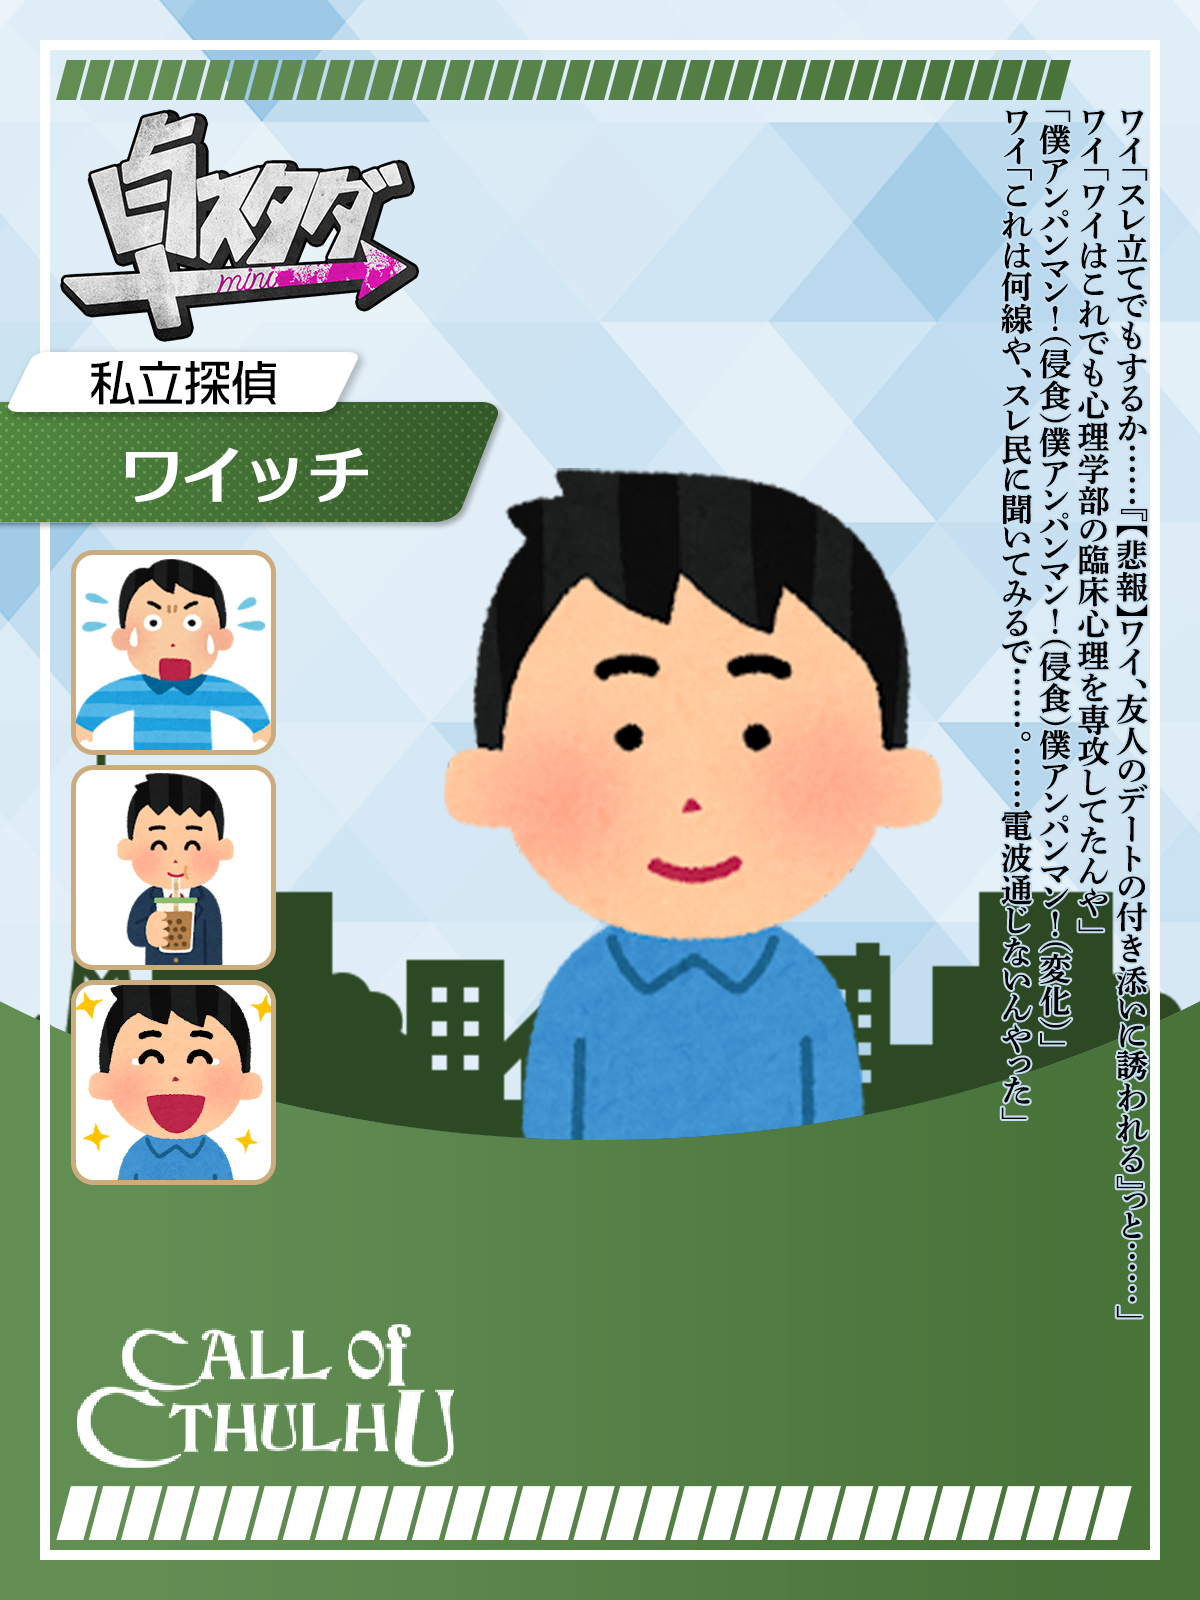 卓スタダ
mini
私立探偵
ワイッチ
ワイ「スレ立てでもするか……『【悲報】ワイ、友人のデートの付き添いに誘われる』っと……」
ワイ「ワイはこれでも心理学部の臨床心理を専攻してたんや」
「僕アンパンマン！(侵食)僕アンパンマン！(侵食)僕アンパンマン！(変化)」
ワイ「これは何線や、スレ民に聞いてみるで……。……電波通じないんやった」
CALL Of
CTHULHU